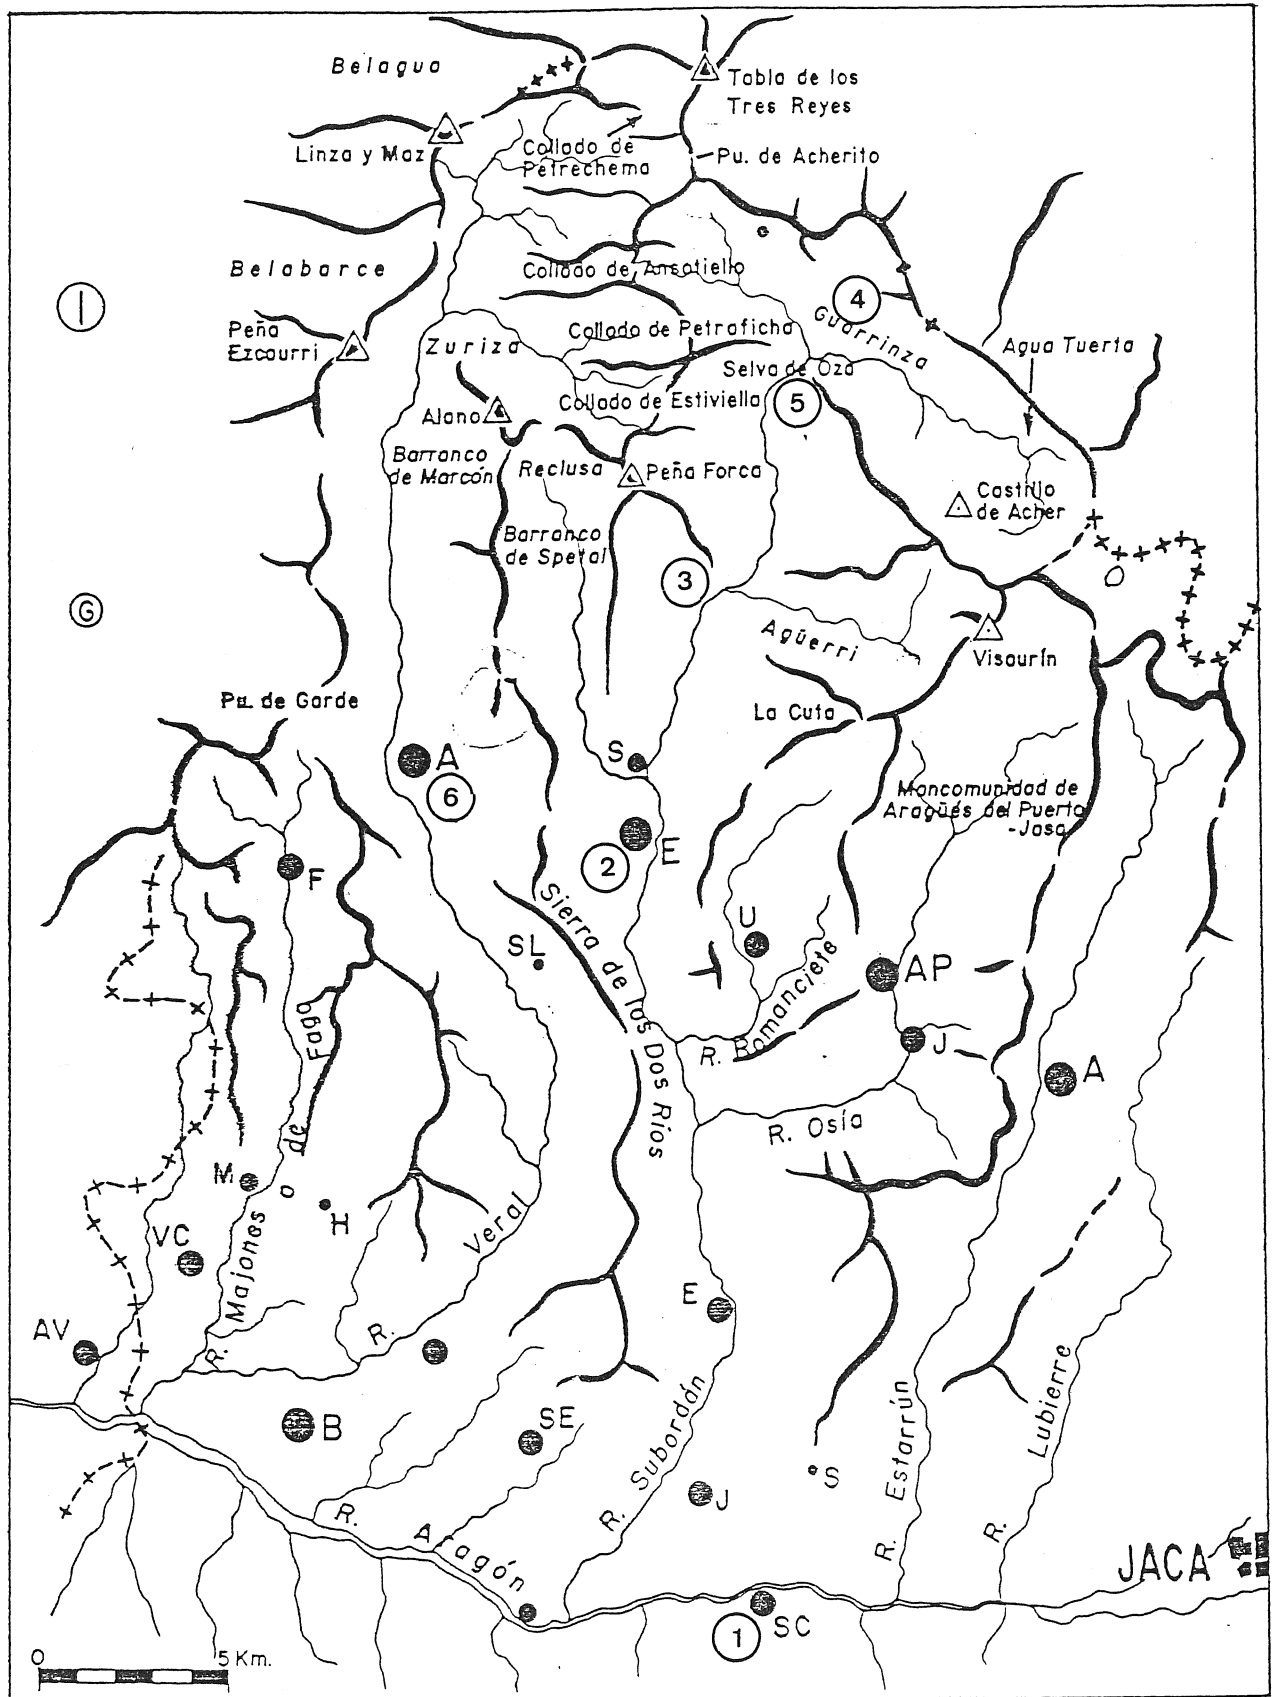 Belagua
Tabla de los
Tres Reyes
Linza y Maz
Collado de
Petrechema
Pu. de Acherito
Belabarce
Collado de Ansotiello
I
4
Guarrinza
Peña
Ezcaurri
Zuriza
Collado de Petraficha
Agua Tuerta
Selva de Oza
5
Alano
Collado de Estiviella
Barranco
de Marcón
Reclusa
Peña Forca
Castillo
de Acher
Barranco
de Spetal
3
G
Agüerri
Visaurín
Pu. de Garde
La Cuta
S
A
6
Mancomunidad de
Aragüés del Puerto
-Jasa
E
2
F
Sierra de los Dos Ríos
SL
U
AP
R. Romanciete
J
A
R. Osía
M
H
VC
R. Majones o de Fago
R. Veral
E
AV
B
SE
R. Subordán
J
S
R. Estarrún
R. Lubierre
R. Aragón
JACA
1
SC
0
5 Km.